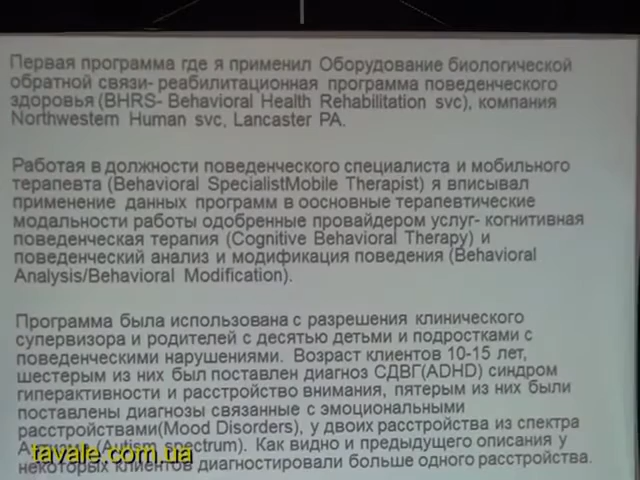 Первая программа где я применил Оборудование биологической
обратной связи- реабилитационная программа поведенческого
здоровья (BHRS- Behavioral Health Rehabilitation svc), компания
Northwestern Human svc, Lancaster PA.
Работая в должности поведенческого специалиста и мобильного
терапевта (Behavioral SpecialistMobile Therapist) я вписывал
применение данных программ в оосновные терапевтические
модальности работы одобренные провайдером услуг- когнитивная
поведенческая терапия (Cognitive Behavioral Therapy) и
поведенческий анализ и модификация поведения (Behavioral
Analysis/Behavioral Modification).
Программа была использована с разрешения клинического
супервизора и родителей с десятью детьми и подростками с
поведенческими нарушениями. Возраст клиентов 10-15 лет,
шестерым из них был поставлен диагноз СДВГ(ADHD) синдром
гиперактивности и расстройство внимания, пятерым из них были
поставлены диагнозы связанные с эмоциональными
расстройствами(Mood Disorders), у двоих расстройства из спектра
(Autism spectrum). Как видно и предыдущего описания у
некоторых клиентов диагностировали больше одного расстройства.
tavale.com.ua